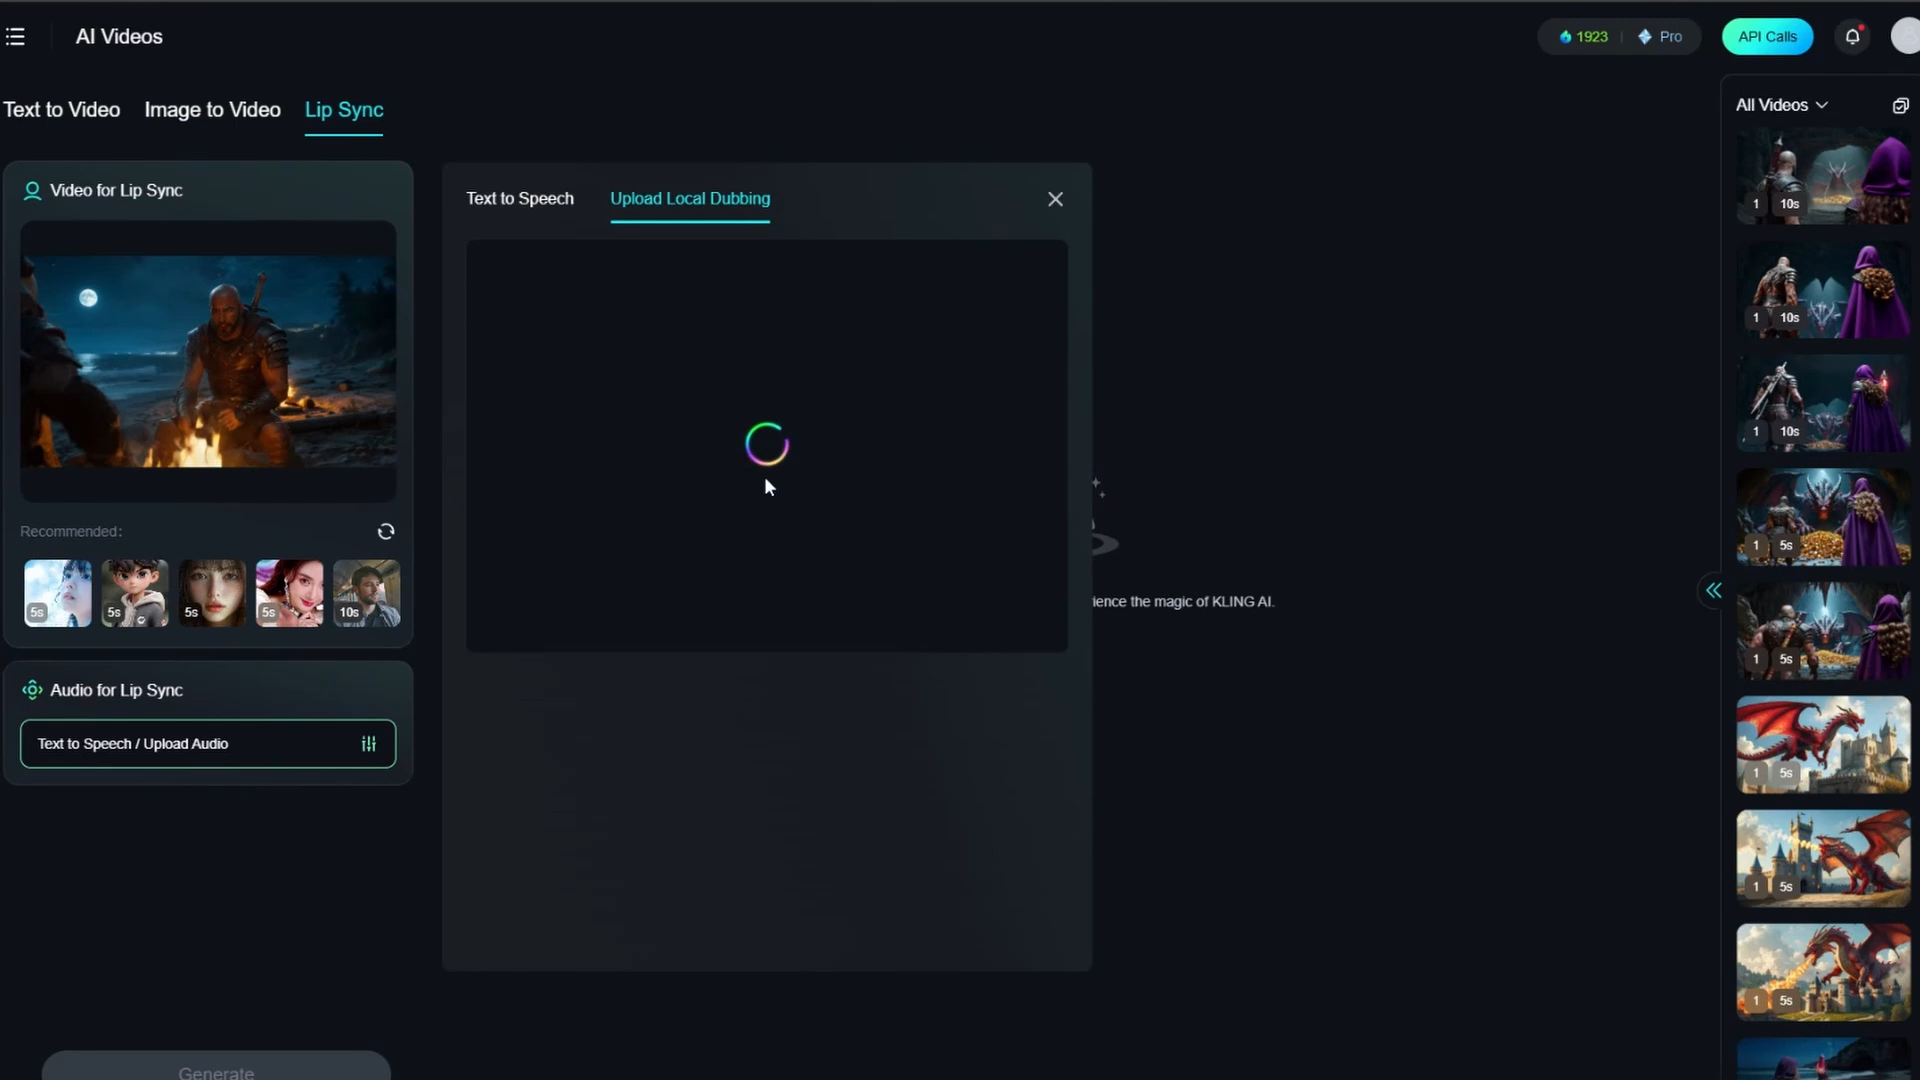 AI Videos
1923
Pro
API Calls
Text to Video
Image to Video
Lip Sync
All Videos
Video for Lip Sync
Text to Speech
Upload Local Dubbing
1 10s
1 10s
1 10s
Recommended:
5s
5s
5s
5s
10s
1 5s
ience the magic of KLING AI.
1 5s
Audio for Lip Sync
Text to Speech / Upload Audio
1 5s
1 5s
1 5s
Generate